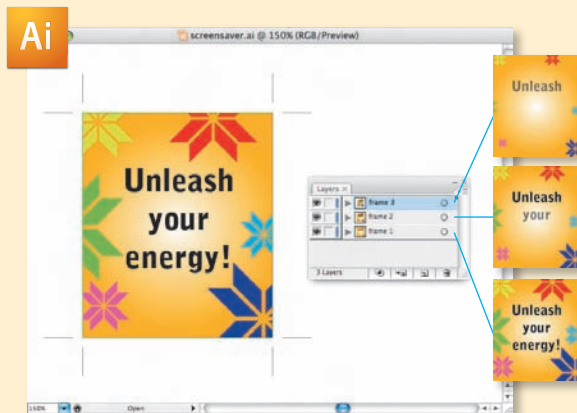 Ai
screensaver.ai @ 150% (RGB/Preview)
Unleash
your
energy!
Layers ×
frame 3
frame 2
frame 1
3 Layers
150%
Open
Unleash
Unleash
your
Unleash
your
energy!